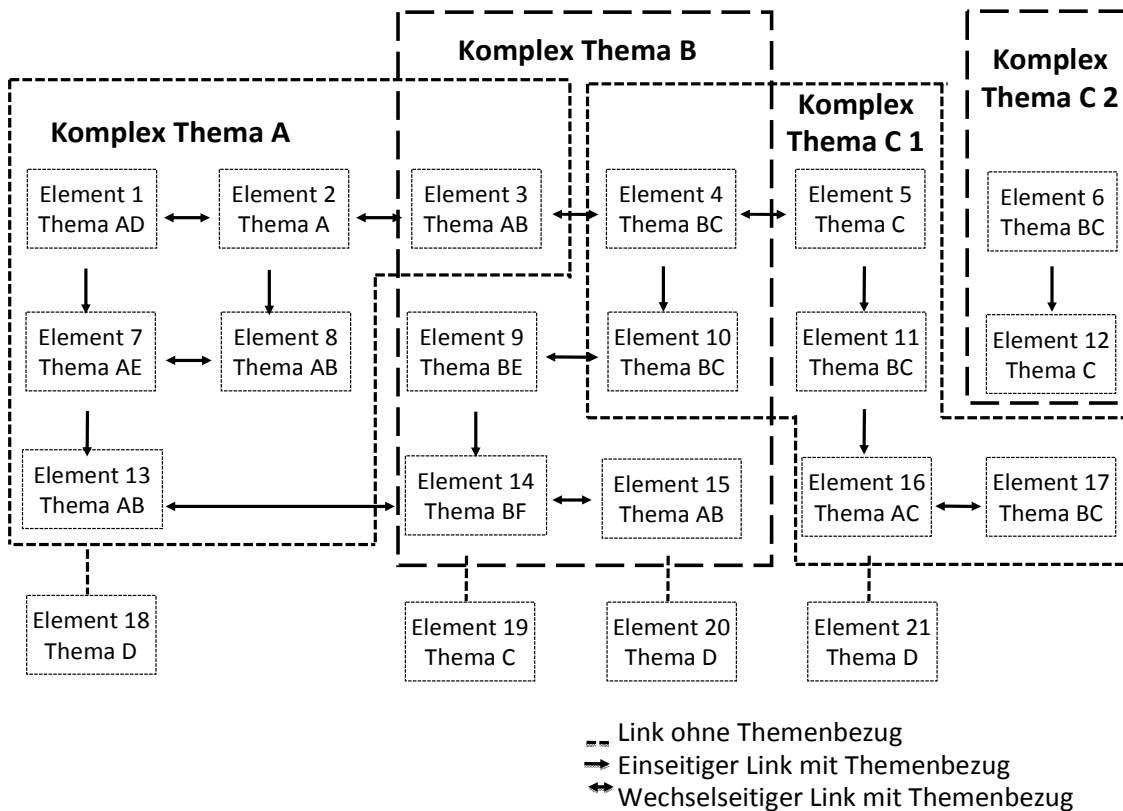 Komplex Thema B
Komplex
Thema C 2
Komplex Thema A
Komplex
Thema C 1
Element 1
Thema AD
Element 2
Thema A
Element 3
Thema AB
Element 4
Thema BC
Element 5
Thema C
Element 6
Thema BC
Element 7
Thema AE
Element 8
Thema AB
Element 9
Thema BE
Element 10
Thema BC
Element 11
Thema BC
Element 12
Thema C
Element 13
Thema AB
Element 14
Thema BF
Element 15
Thema AB
Element 16
Thema AC
Element 17
Thema BC
Element 18
Thema D
Element 19
Thema C
Element 20
Thema D
Element 21
Thema D
Link ohne Themenbezug
Einseitiger Link mit Themenbezug
Wechselseitiger Link mit Themenbezug